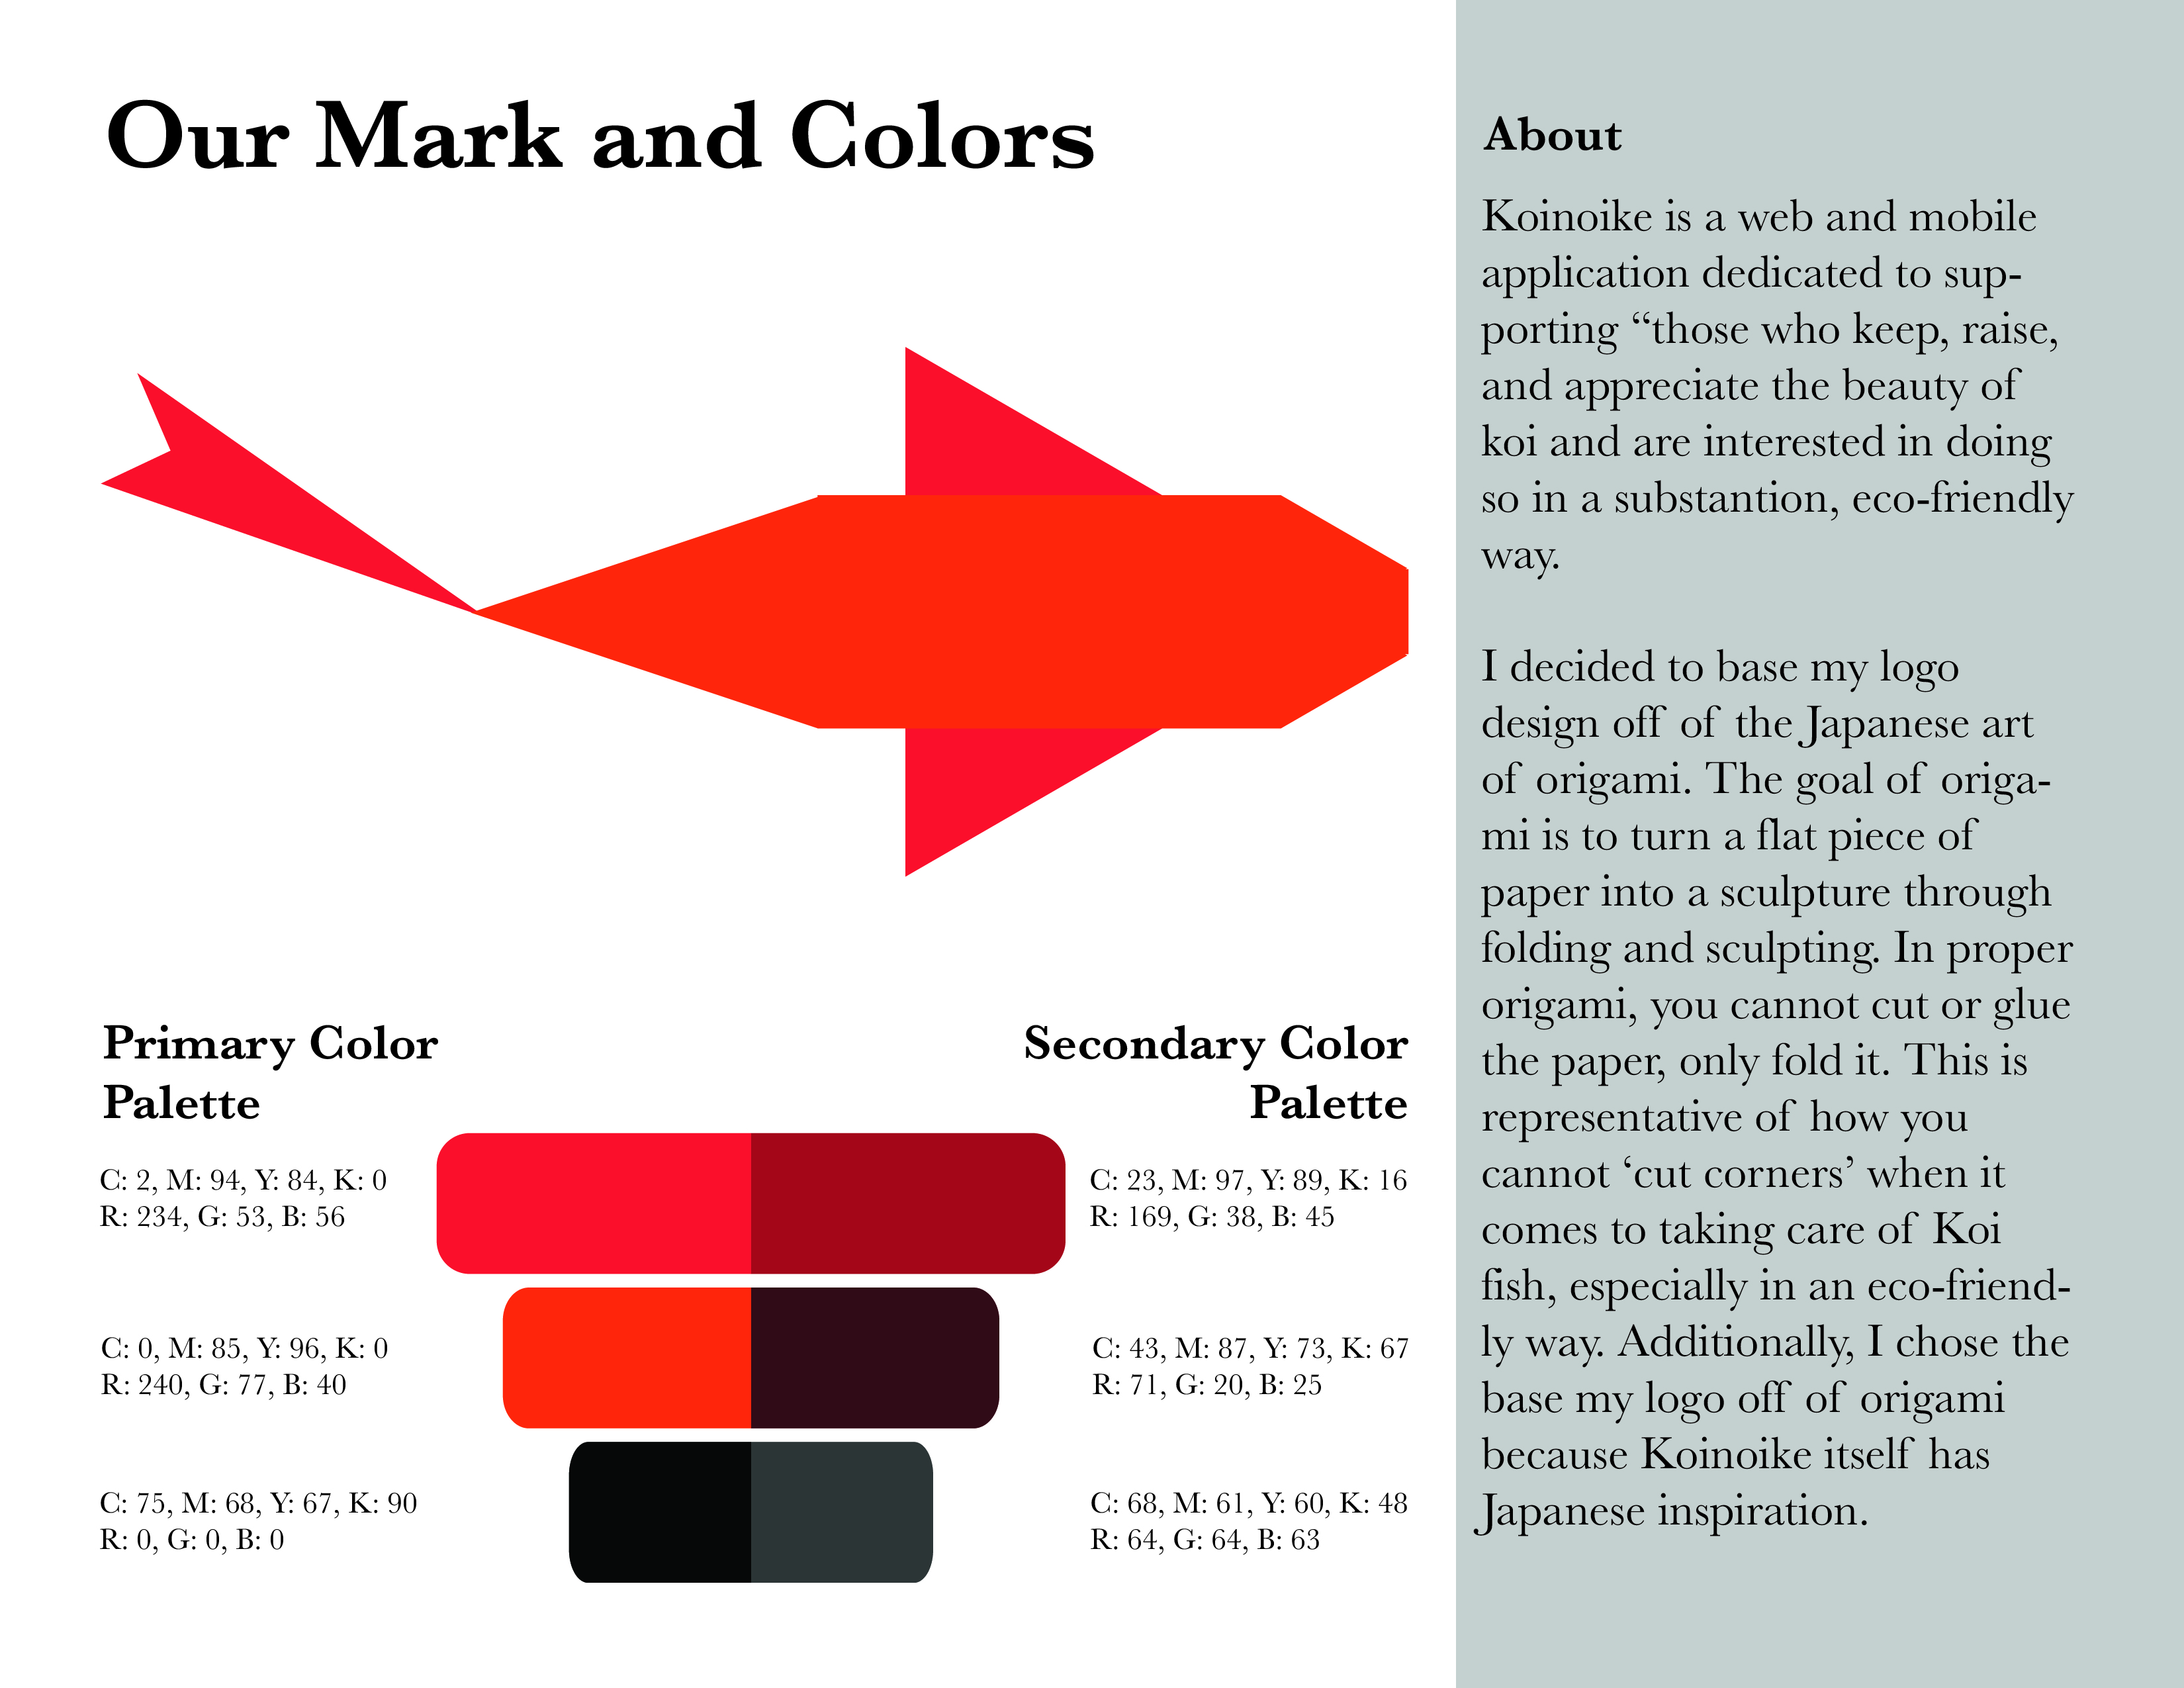 Our Mark and Colors
Primary Color
Palette
C: 2, M: 94, Y: 84, K: 0
R: 234, G: 53, B: 56
C: 0, M: 85, Y: 96, K: 0
R: 240, G: 77, B: 40
C: 75, M: 68, Y: 67, K: 90
R: 0, G: 0, B: 0
Secondary Color
Palette
C: 23, M: 97, Y: 89, K: 16
R: 169, G: 38, B: 45
C: 43, M: 87, Y: 73, K: 67
R: 71, G: 20, B: 25
C: 68, M: 61, Y: 60, K: 48
R: 64, G: 64, B: 63
About
Koinoike is a web and mobile
application dedicated to sup-
porting “those who keep, raise,
and appreciate the beauty of
koi and are interested in doing
so in a substantion, eco-friendly
way.
I decided to base my logo
design off of the Japanese art
of origami. The goal of origa-
mi is to turn a flat piece of
paper into a sculpture through
folding and sculpting. In proper
origami, you cannot cut or glue
the paper, only fold it. This is
representative of how you
cannot ‘cut corners’ when it
comes to taking care of Koi
fish, especially in an eco-friend-
ly way. Additionally, I chose the
base my logo off of origami
because Koinoike itself has
Japanese inspiration.